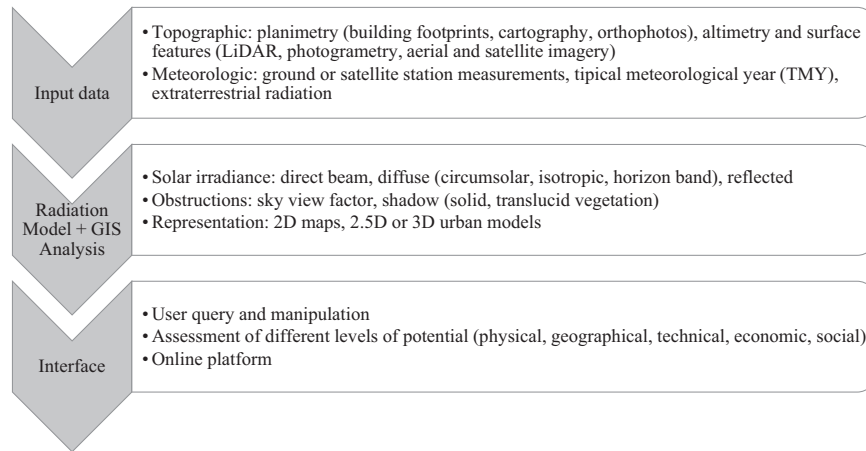 Input data
• Topographic: planimetry (building footprints, cartography, orthophotos), altimetry and surface
features (LiDAR, photogrametry, aerial and satellite imagery)
• Meteorologic: ground or satellite station measurements, tipical meteorological year (TMY),
extraterrestrial radiation
Radiation
Model + GIS
Analysis
• Solar irradiance: direct beam, diffuse (circumsolar, isotropic, horizon band), reflected
• Obstructions: sky view factor, shadow (solid, translucid vegetation)
• Representation: 2D maps, 2.5D or 3D urban models
Interface
• User query and manipulation
• Assessment of different levels of potential (physical, geographical, technical, economic, social)
• Online platform